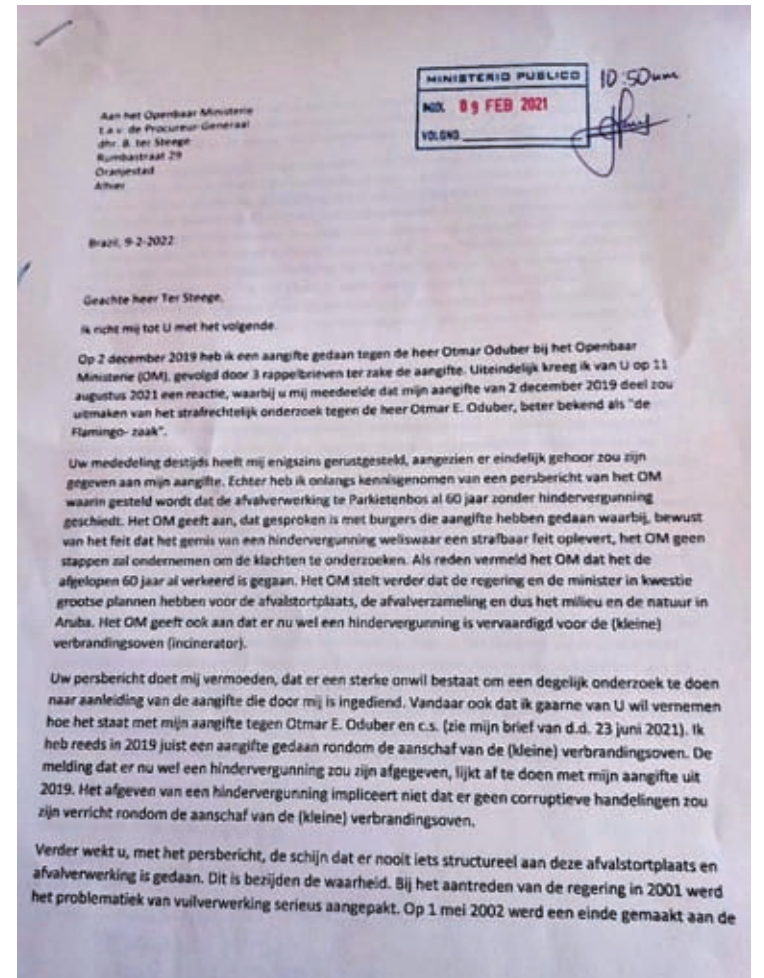 MINISTERIO PUBLICO
INGK. 09 FEB 2021
VOLGNO.
10:50um
Aan het Openbaar Ministerie
t.a.v. de Procureur-Generaal
dhr. B. ter Steege
Rumbastraat 29
Oranjestad
Alhier
Brazil, 9-2-2022
Geachte heer Ter Steege,
Ik richt mij tot U met het volgende.
Op 2 december 2019 heb ik een aangifte gedaan tegen de heer Otmar Oduber bij het Openbaar
Ministerie (OM), gevolgd door 3 rappelbrieven ter zake de aangifte. Uiteindelijk kreeg ik van U op 11
augustus 2021 een reactie, waarbij u mij meedeelde dat mijn aangifte van 2 december 2019 deel zou
uitmaken van het strafrechtelijk onderzoek tegen de heer Otmar E. Oduber, beter bekend als "de
Flamingo- zaak".
Uw mededeling destijds heeft mij enigszins gerustgesteld, aangezien er eindelijk gehoor zou zijn
gegeven aan mijn aangifte. Echter heb ik onlangs kennisgenomen van een persbericht van het OM
waarin gesteld wordt dat de afvalverwerking te Parkietenbos al 60 jaar zonder hindervergunning
geschiedt. Het OM geeft aan, dat gesproken is met burgers die aangifte hebben gedaan waarbij, bewust
van het feit dat het gemis van een hindervergunning weliswaar een strafbaar feit oplevert, het OM geen
stappen zal ondernemen om de klachten te onderzoeken. Als reden vermeld het OM dat het de
afgelopen 60 jaar al verkeerd is gegaan. Het OM stelt verder dat de regering en de minister in kwestie
grootse plannen hebben voor de afvalstortplaats, de afvalverzameling en dus het milieu en de natuur in
Aruba. Het OM geeft ook aan dat er nu wel een hindervergunning is vervaardigd voor de (kleine)
verbrandingsoven (incinerator).
Uw persbericht doet mij vermoeden, dat er een sterke onwil bestaat om een degelijk onderzoek te doen
naar aanleiding van de aangifte die door mij is ingediend. Vandaar ook dat ik gaarne van U wil vernemen
hoe het staat met mijn aangifte tegen Otmar E. Oduber en c.s. (zie mijn brief van d.d. 23 juni 2021). Ik
heb reeds in 2019 juist een aangifte gedaan rondom de aanschaf van de (kleine) verbrandingsoven. De
melding dat er nu wel een hindervergunning zou zijn afgegeven, lijkt af te doen met mijn aangifte uit
2019. Het afgeven van een hindervergunning impliceert niet dat er geen corruptieve handelingen zou
zijn verricht rondom de aanschaf van de (kleine) verbrandingsoven.
Verder wekt u, met het persbericht, de schijn dat er nooit iets structureel aan deze afvalstortplaats en
afvalverwerking is gedaan. Dit is bezijden de waarheid. Bij het aantreden van de regering in 2001 werd
het problematiek van vuilverwerking serieus aangepakt. Op 1 mei 2002 werd een einde gemaakt aan de